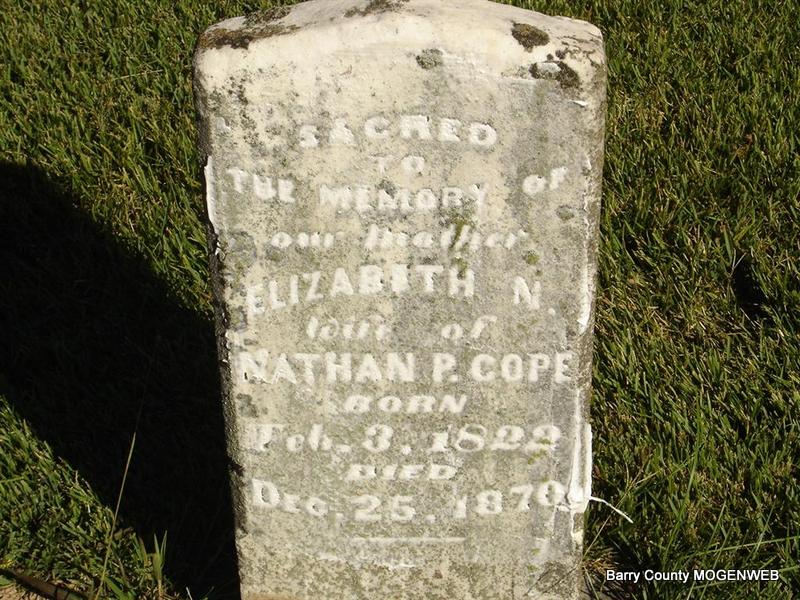 SACRED
TO
THE MEMORY OF
our mother
ELIZABETH N.
wife of
NATHAN P. COPE
BORN
Feb. 3. 1822
DIED
DEC. 25. 1870
Barry County MOGENWEB